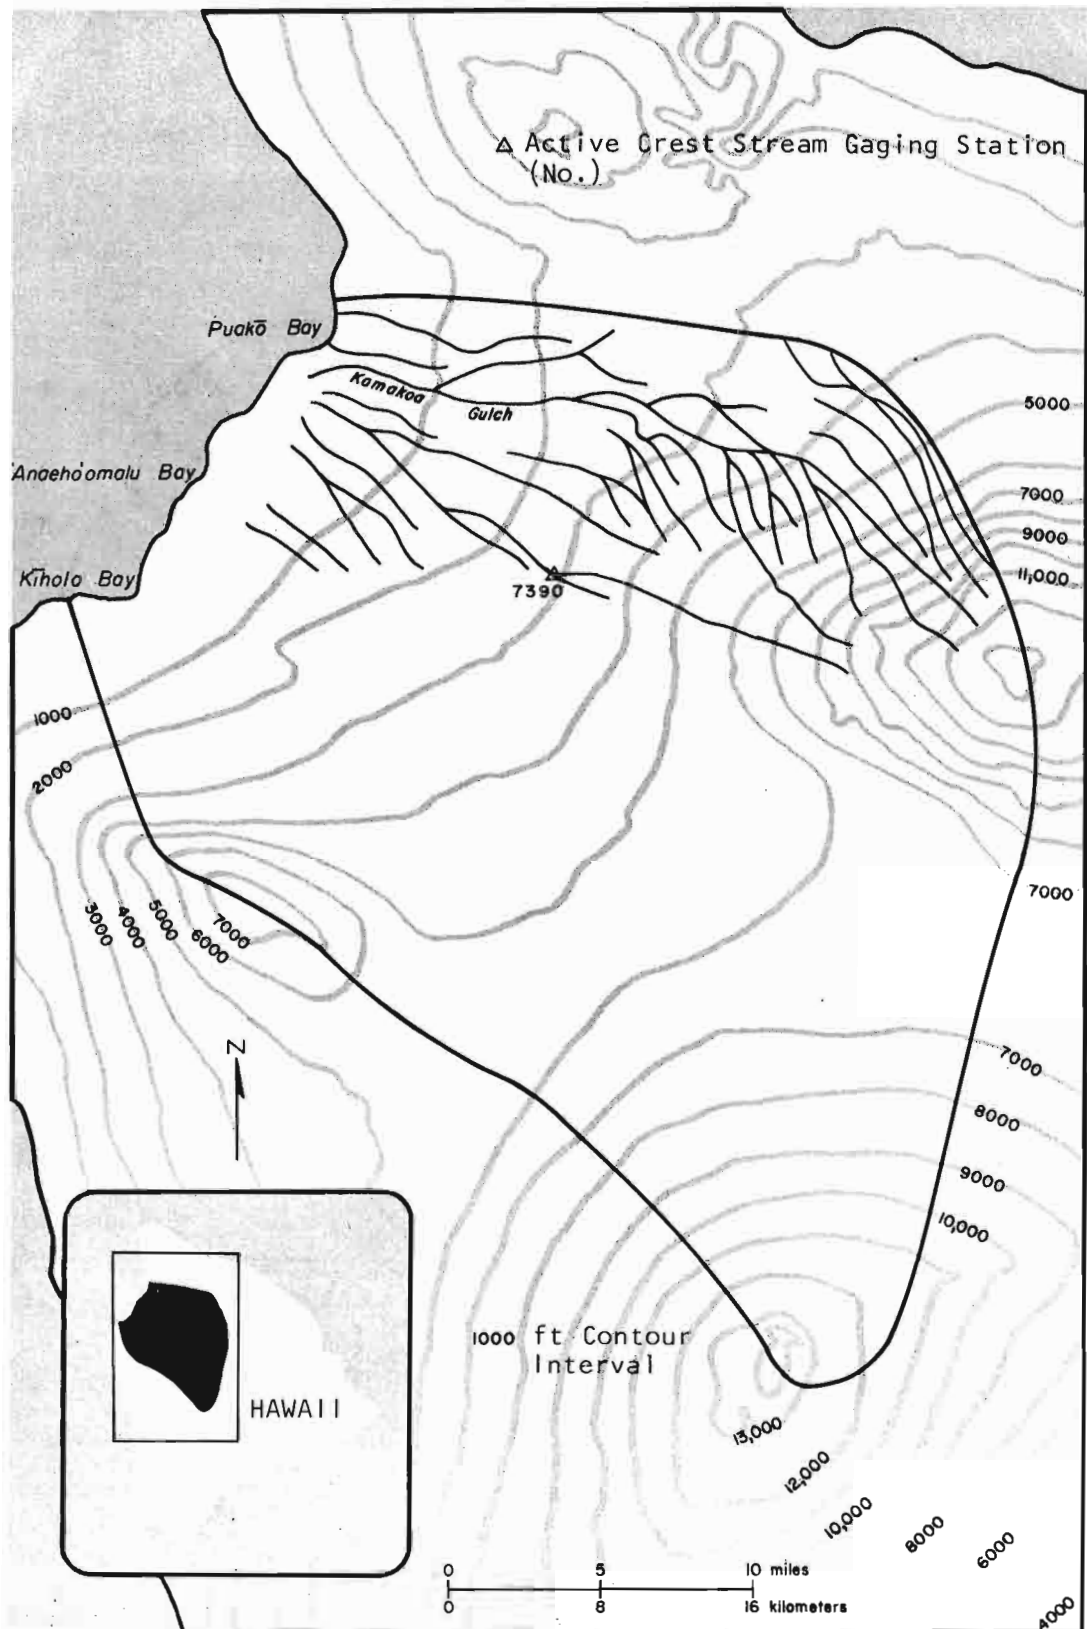 △ Active Crest Stream Gaging Station
(No.)
Puakō Bay
Kamakoa
Gulch
5000
Anaeho'omalu Bay
7000
9000
11,000
Kīholo Bay
7390
1000
2000
7000
3000
4000
5000
6000
7000
N
7000
8000
9000
10,000
1000 ft Contour
Interval
HAWAII
13,000
12,000
10,000
8000
6000
4000
0 5 10 miles
0 8 16 kilometers